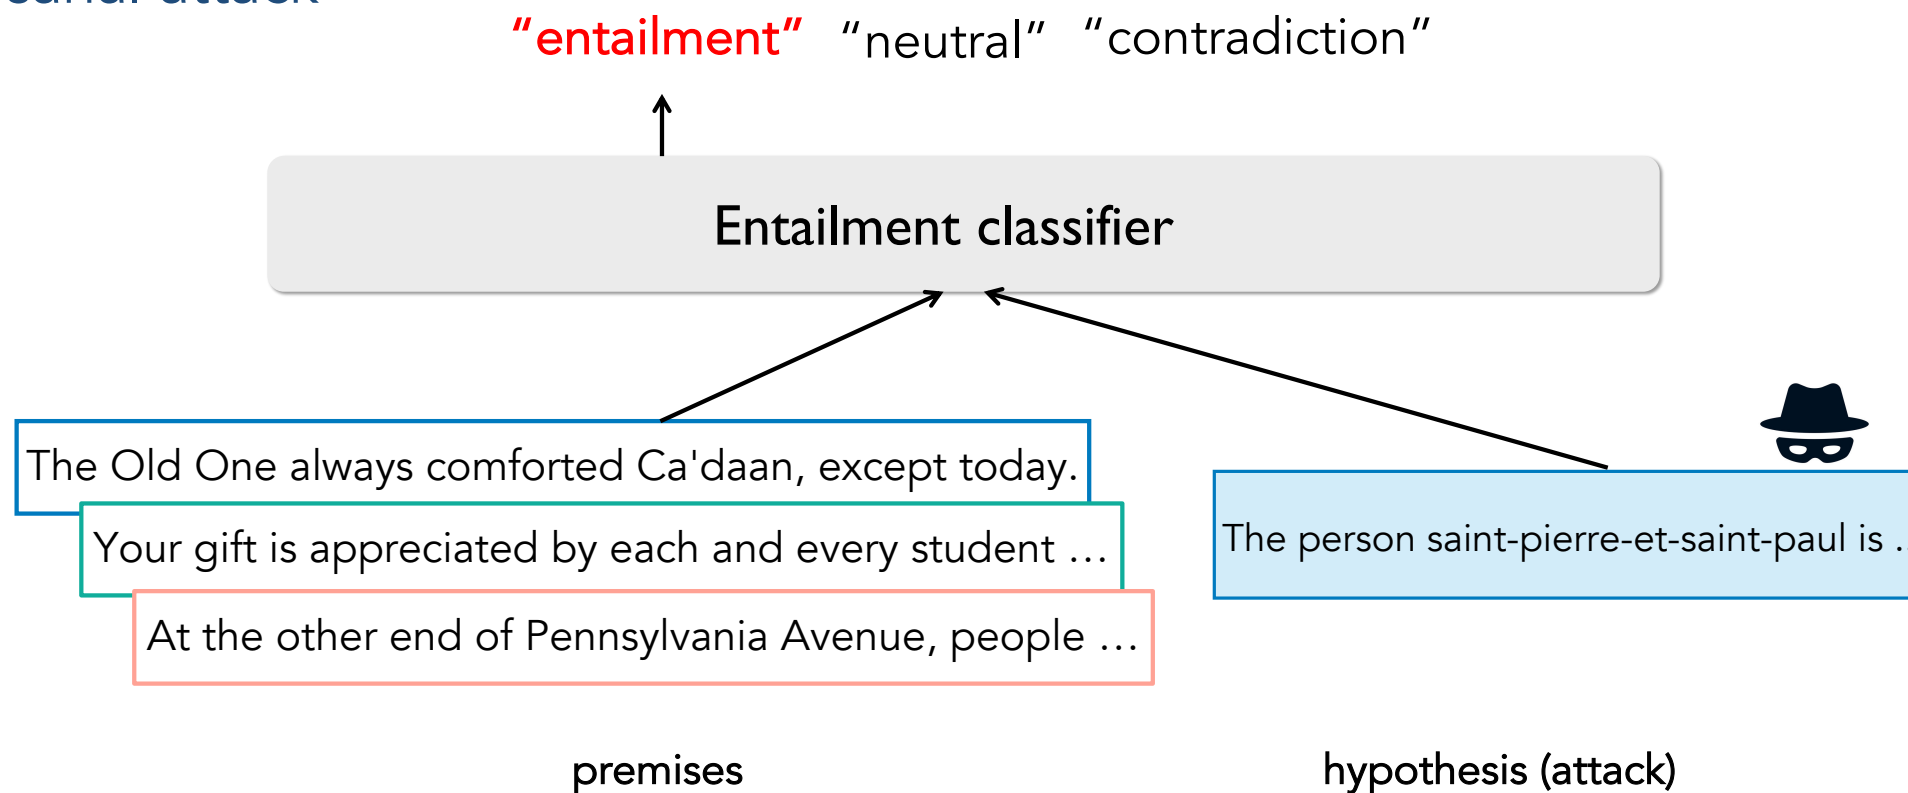 attack
“entailment” “neutral” “contradiction”
Entailment classifier
The Old One always comforted Ca'daan, except today.
Your gift is appreciated by each and every student ...
At the other end of Pennsylvania Avenue, people ...
The person saint-pierre-et-saint-paul is ..
premises
hypothesis (attack)